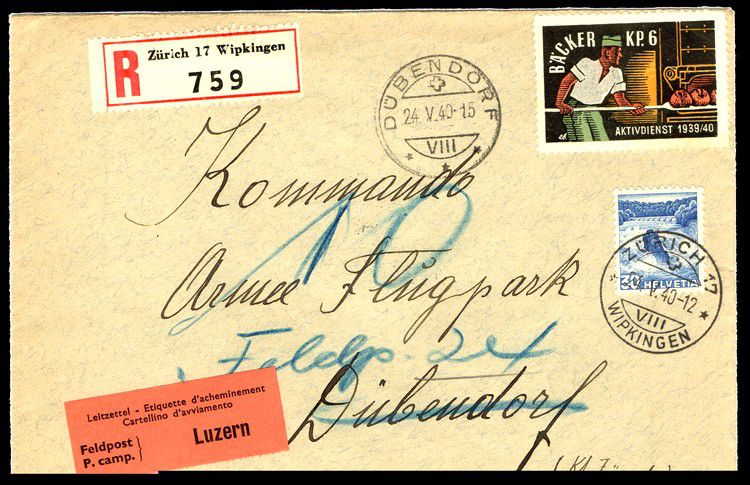 R
Zürich 17 Wipkingen
759
DÜBENDORF
24. V. 40-15
VIII
BÄCKER KP. 6
AKTIVDIENST 1939/40
Kommando
10
Armee Flugpark
Feldp. 24
Dübendorf
30 HELVETIA
ZÜRICH 17
V. 40-12
VIII
WIPKINGEN
Leitzettel - Etiquette d'acheminement
Cartellino d'avviamento
Feldpost
P. camp.
Luzern